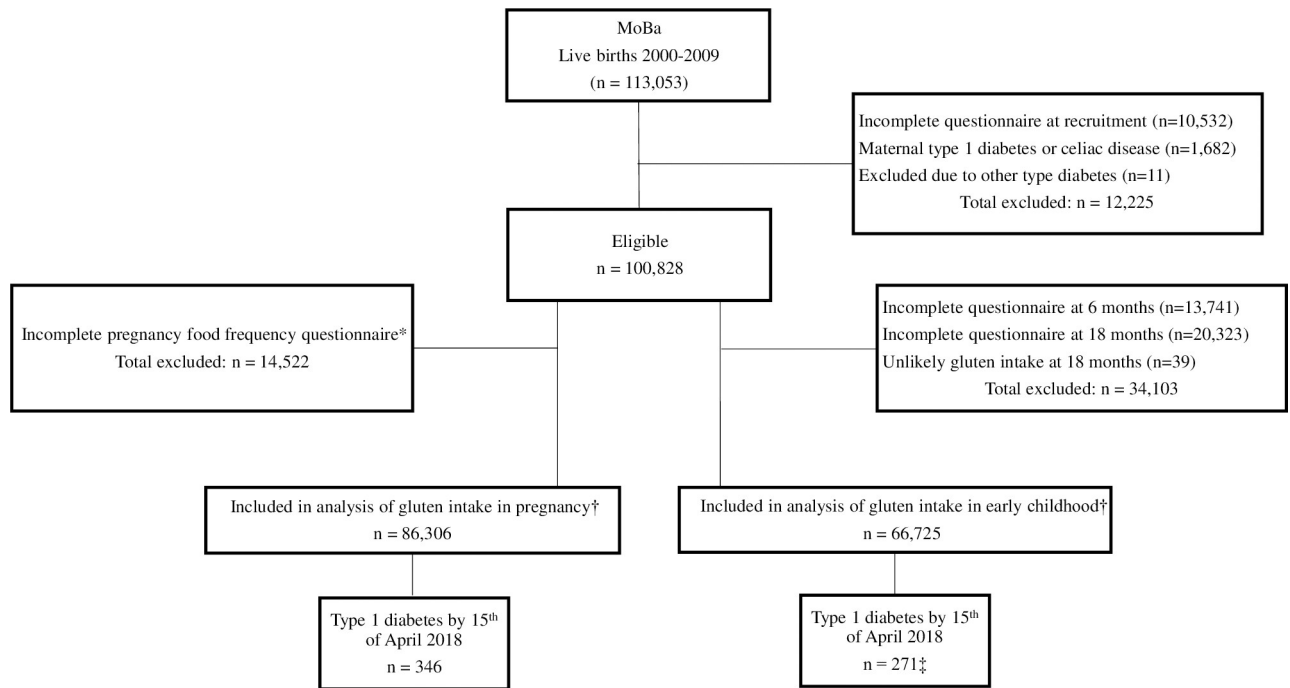 MoBa
Live births 2000-2009
(n = 113,053)
Incomplete questionnaire at recruitment (n=10,532)
Maternal type 1 diabetes or celiac disease (n=1,682)
Excluded due to other type diabetes (n=11)
Total excluded: n = 12,225
Eligible
n = 100,828
Incomplete pregnancy food frequency questionnaire*
Total excluded: n = 14,522
Incomplete questionnaire at 6 months (n=13,741)
Incomplete questionnaire at 18 months (n=20,323)
Unlikely gluten intake at 18 months (n=39)
Total excluded: n = 34,103
Included in analysis of gluten intake in pregnancy†
n = 86,306
Included in analysis of gluten intake in early childhood†
n = 66,725
Type 1 diabetes by 15th
of April 2018
n = 346
Type 1 diabetes by 15th
of April 2018
n = 271‡